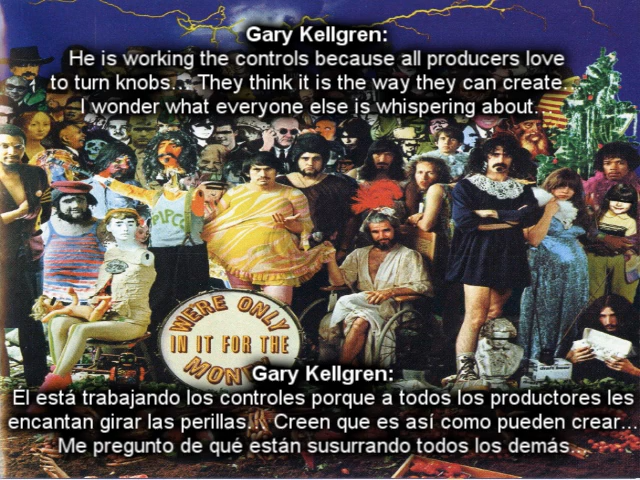 Gary Kellgren:
He is working the controls because all producers love
to turn knobs... They think it is the way they can create...
I wonder what everyone else is whispering about.
PIPCO
WERE ONLY
IN IT FOR THE
MONEY
Gary Kellgren:
Él está trabajando los controles porque a todos los productores les
encantan girar las perillas... Creen que es así como pueden crear...
Me pregunto de qué están susurrando todos los demás...